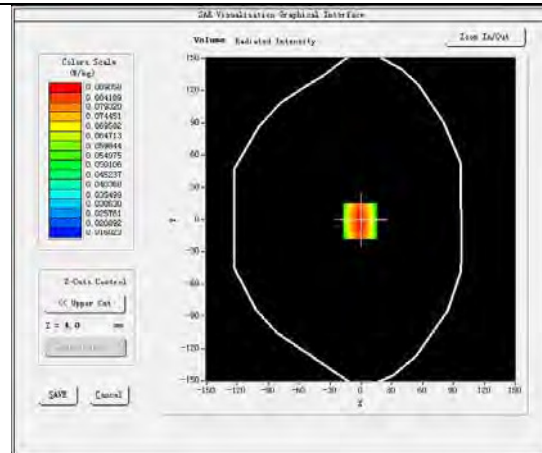 SAR Visualisation Graphical Interface
Volume Radiated Intensity
Zoom In/Out
Colors Scale
(W/kg)
0.089058
0.084189
0.079320
0.074451
0.069582
0.064713
0.059844
0.054975
0.050106
0.045237
0.040368
0.035499
0.030630
0.025761
0.020892
0.016023
Z-Cuts Control
<< Upper Cut
Z = 4.0 mm
SAVE
Cancel
150
120
90
60
30
0
-30
-60
-90
-120
-150
Y
-150 -120 -90 -60 -30 0 30 60 90 120 150
X